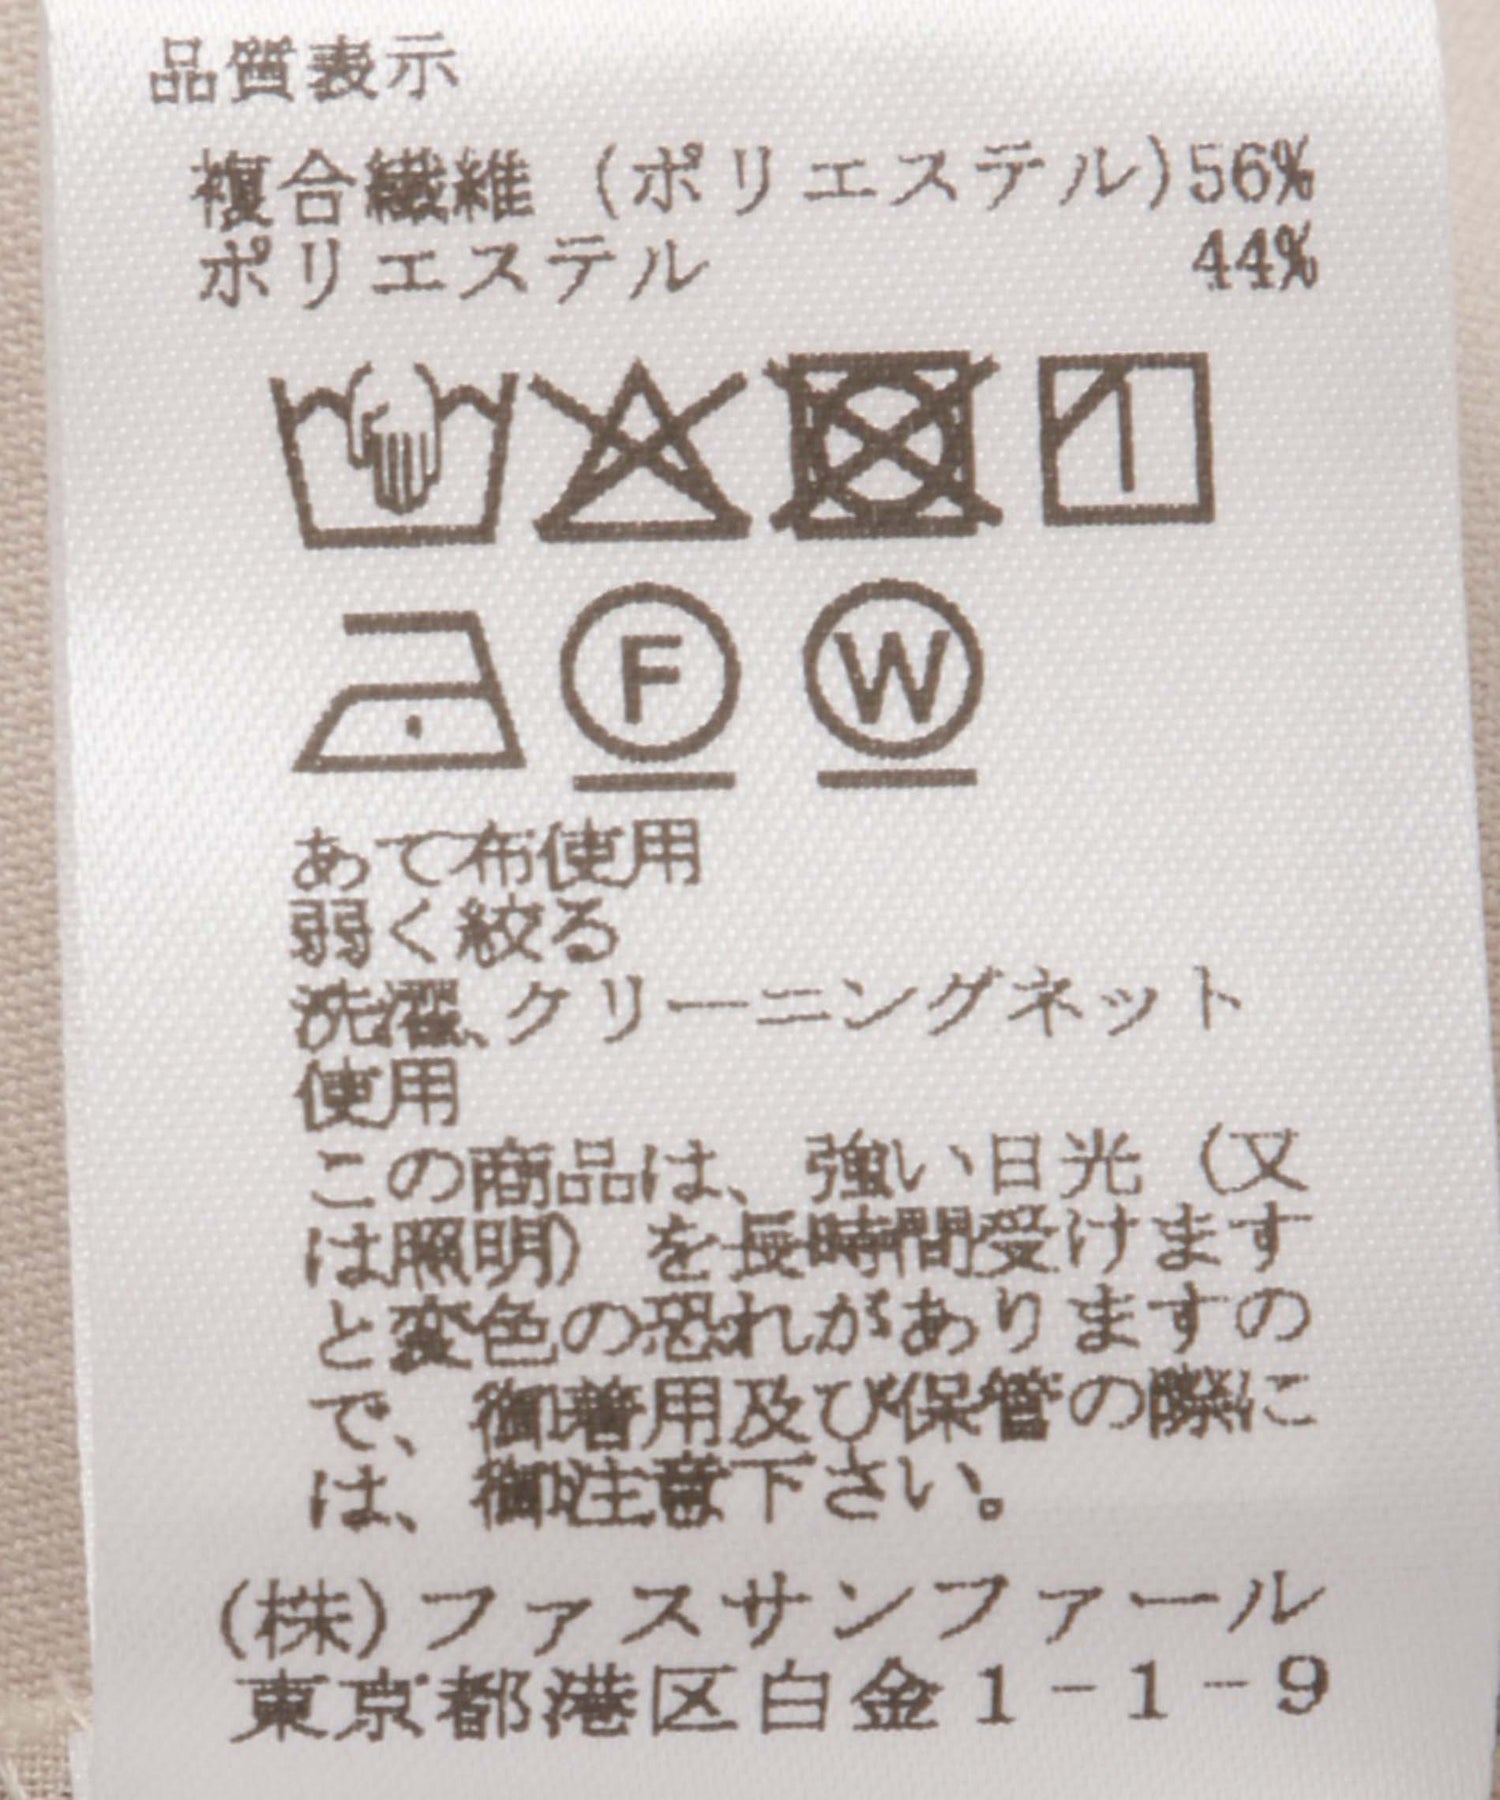 品質表示
複合繊維 (ポリエステル)56%
ポリエステル 44%
F W
あて布使用
弱く絞る
洗濯、クリーニングネット
使用
この商品は、強い日光 (又
は照明) を長時間受けます
と変色の恐れがありますの
で、御着用及び保管の際に
は、御注意下さい。
(株)ファスサンファール
東京都港区白金1-1-9